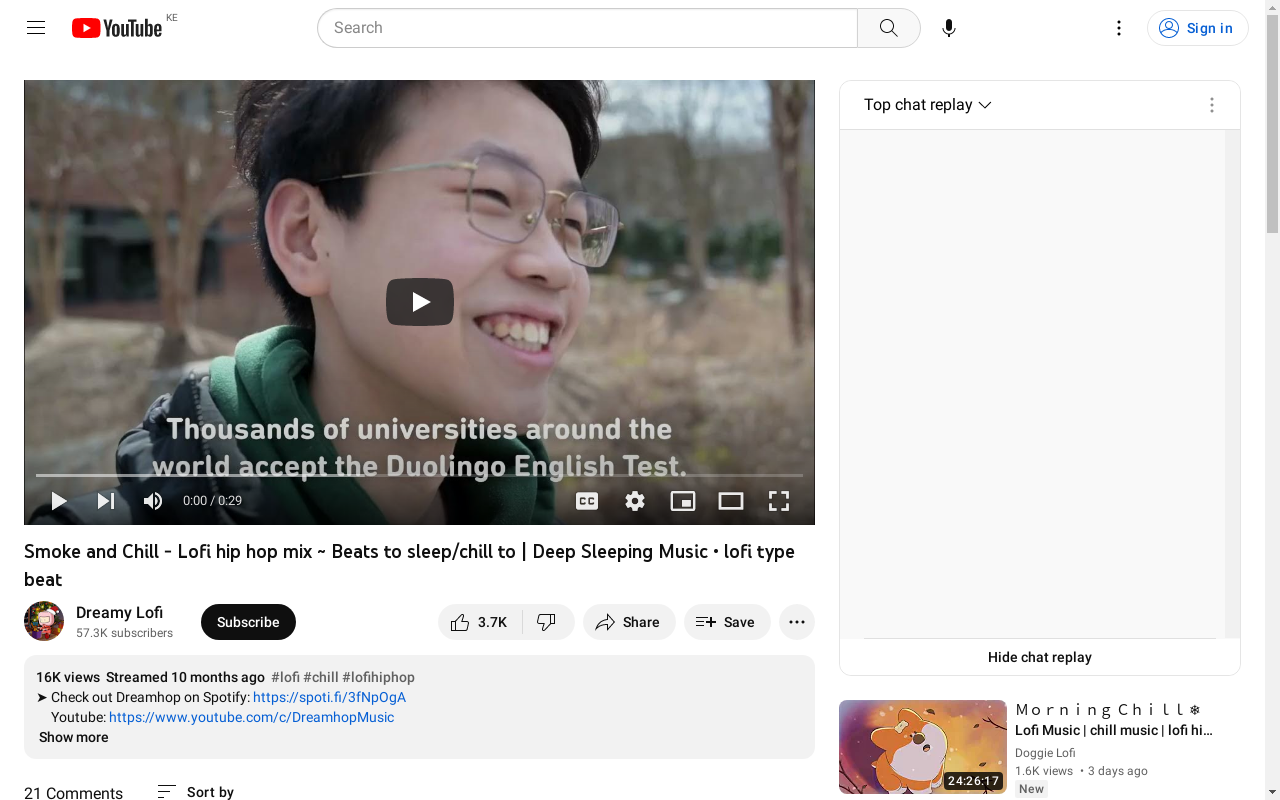 YouTube KE
Search
Sign in
Thousands of universities around the
world accept the Duolingo English Test.
CC
0:00 / 0:29
Smoke and Chill - Lofi hip hop mix ~ Beats to sleep/chill to | Deep Sleeping Music • lofi type
beat
Dreamy Lofi
57.3K subscribers
Subscribe
3.7K
Share
Save
16K views Streamed 10 months ago #lofi #chill #lofihiphop
➤ Check out Dreamhop on Spotify: https://spoti.fi/3fNpOgA
Youtube: https://www.youtube.com/c/DreamhopMusic
Show more
21 Comments
Sort by
Top chat replay
Hide chat replay
24:26:17
Ｍｏｒｎｉｎｇ Ｃｈｉｌｌ ❄
Lofi Music | chill music | lofi hi...
Doggie Lofi
1.6K views • 3 days ago
New